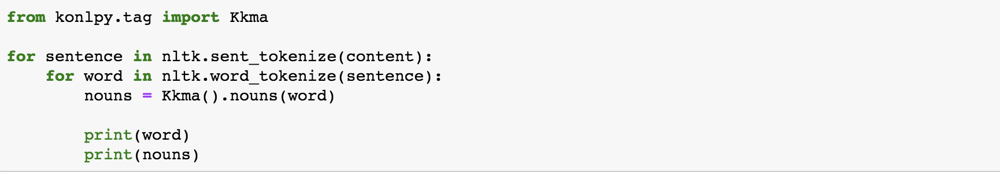 from konlpy.tag import Kkma
for sentence in nltk.sent_tokenize(content):
    for word in nltk.word_tokenize(sentence):
        nouns = Kkma().nouns(word)
        print(word)
        print(nouns)